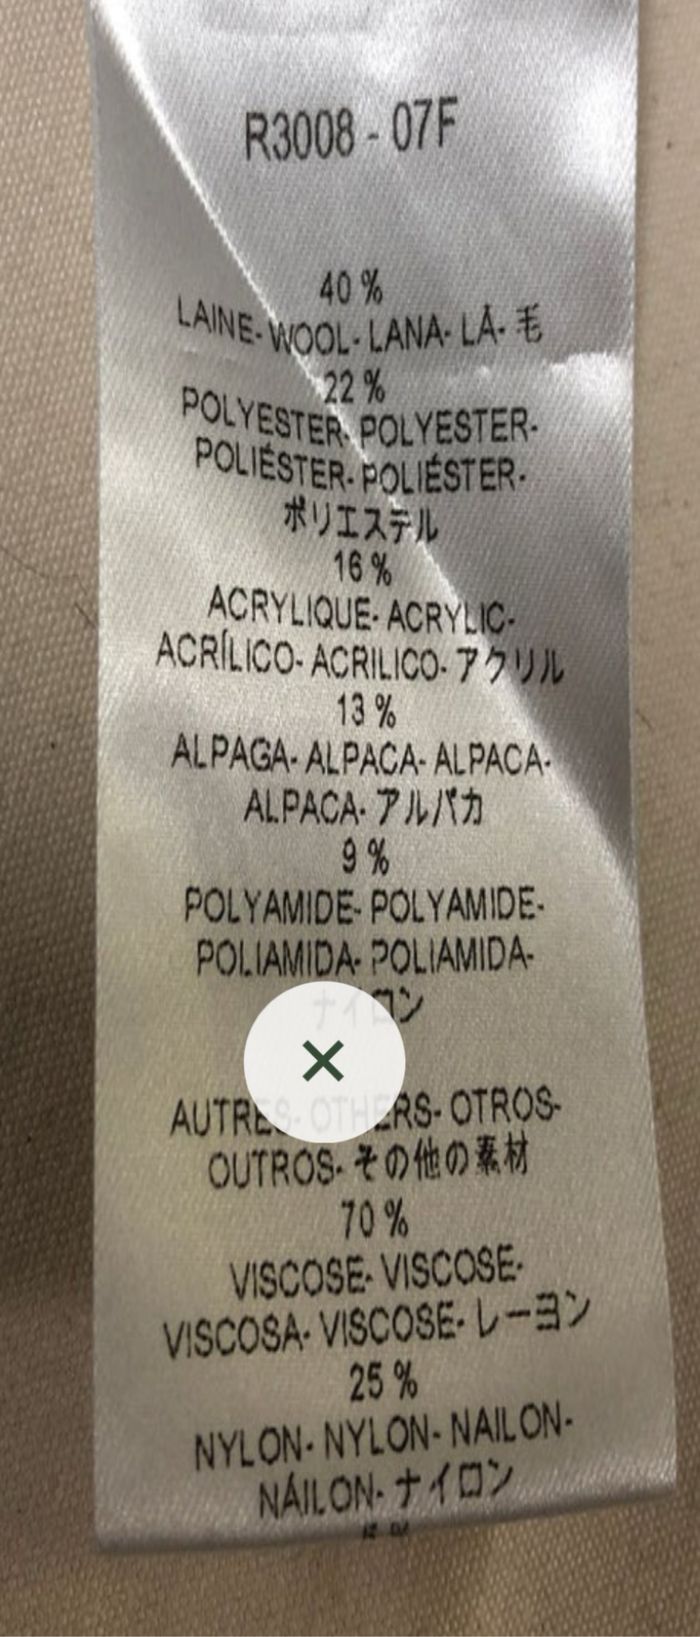 R3008 - 07F
40 %
LAINE- WOOL- LANA- LÃ- 毛
22 %
POLYESTER- POLYESTER-
POLIÉSTER- POLIÉSTER-
ポリエステル
16 %
ACRYLIQUE- ACRYLIC-
ACRÍLICO- ACRILICO- アクリル
13 %
ALPAGA- ALPACA- ALPACA-
ALPACA- アルパカ
9 %
POLYAMIDE- POLYAMIDE-
POLIAMIDA- POLIAMIDA-
ナイロン
AUTRES- OTHERS- OTROS-
OUTROS- その他の素材
70 %
VISCOSE- VISCOSE-
VISCOSA- VISCOSE- レーヨン
25 %
NYLON- NYLON- NAILON-
NÁILON- ナイロン